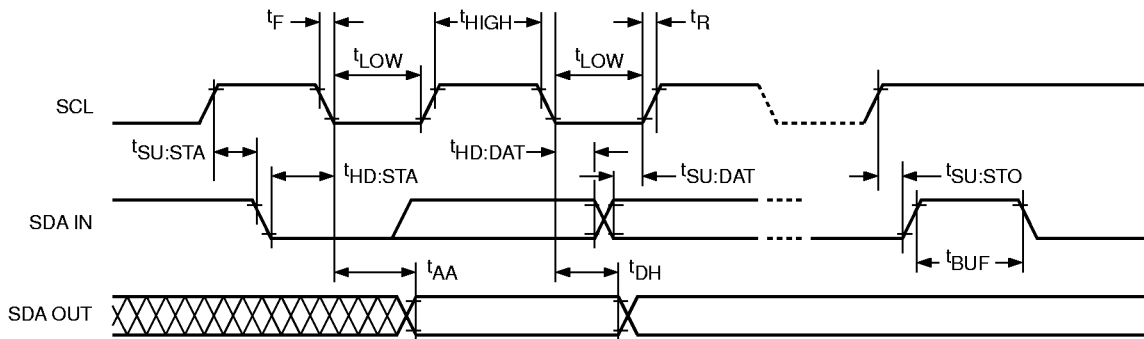 tF
tHIGH
tR
tLOW
tLOW
SCL
tSU:STA
tHD:STA
tHD:DAT
tSU:DAT
tSU:STO
SDA IN
tBUF
tAA
tDH
SDA OUT